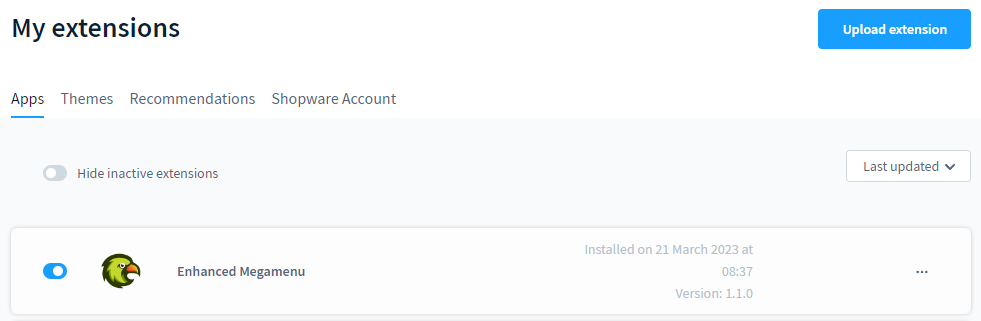 My extensions
Upload extension
Apps Themes Recommendations Shopware Account
Hide inactive extensions
Last updated
Enhanced Megamenu
Installed on 21 March 2023 at
08:37
Version: 1.1.0